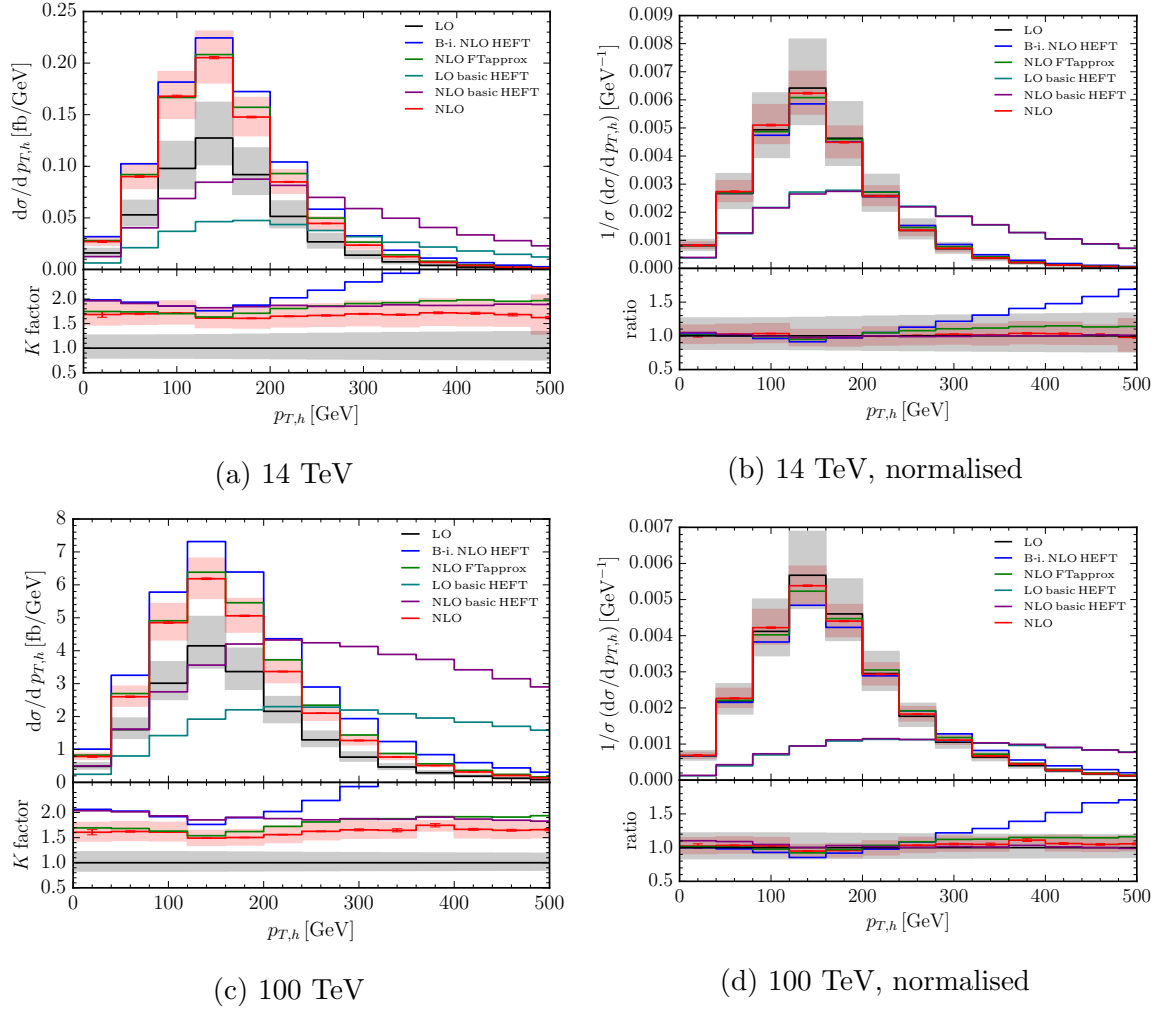 0.00
0.05
0.10
0.15
0.20
0.25
dσ/d p_{T,h} [fb/GeV]
LO
B-i. NLO HEFT
NLO FTapprox
LO basic HEFT
NLO basic HEFT
NLO
0 100 200 300 400 500
p_{T,h} [GeV]
0.5
1.0
1.5
2.0
K factor
(a) 14 TeV
0.000
0.001
0.002
0.003
0.004
0.005
0.006
0.007
0.008
0.009
1/σ (dσ/d p_{T,h}) [GeV⁻¹]
LO
B-i. NLO HEFT
NLO FTapprox
LO basic HEFT
NLO basic HEFT
NLO
0 100 200 300 400 500
p_{T,h} [GeV]
0.5
1.0
1.5
ratio
(b) 14 TeV, normalised
0
1
2
3
4
5
6
7
8
dσ/d p_{T,h} [fb/GeV]
LO
B-i. NLO HEFT
NLO FTapprox
LO basic HEFT
NLO basic HEFT
NLO
0 100 200 300 400 500
p_{T,h} [GeV]
0.5
1.0
1.5
2.0
K factor
(c) 100 TeV
0.000
0.001
0.002
0.003
0.004
0.005
0.006
0.007
1/σ (dσ/d p_{T,h}) [GeV⁻¹]
LO
B-i. NLO HEFT
NLO FTapprox
LO basic HEFT
NLO basic HEFT
NLO
0 100 200 300 400 500
p_{T,h} [GeV]
0.5
1.0
1.5
ratio
(d) 100 TeV, normalised